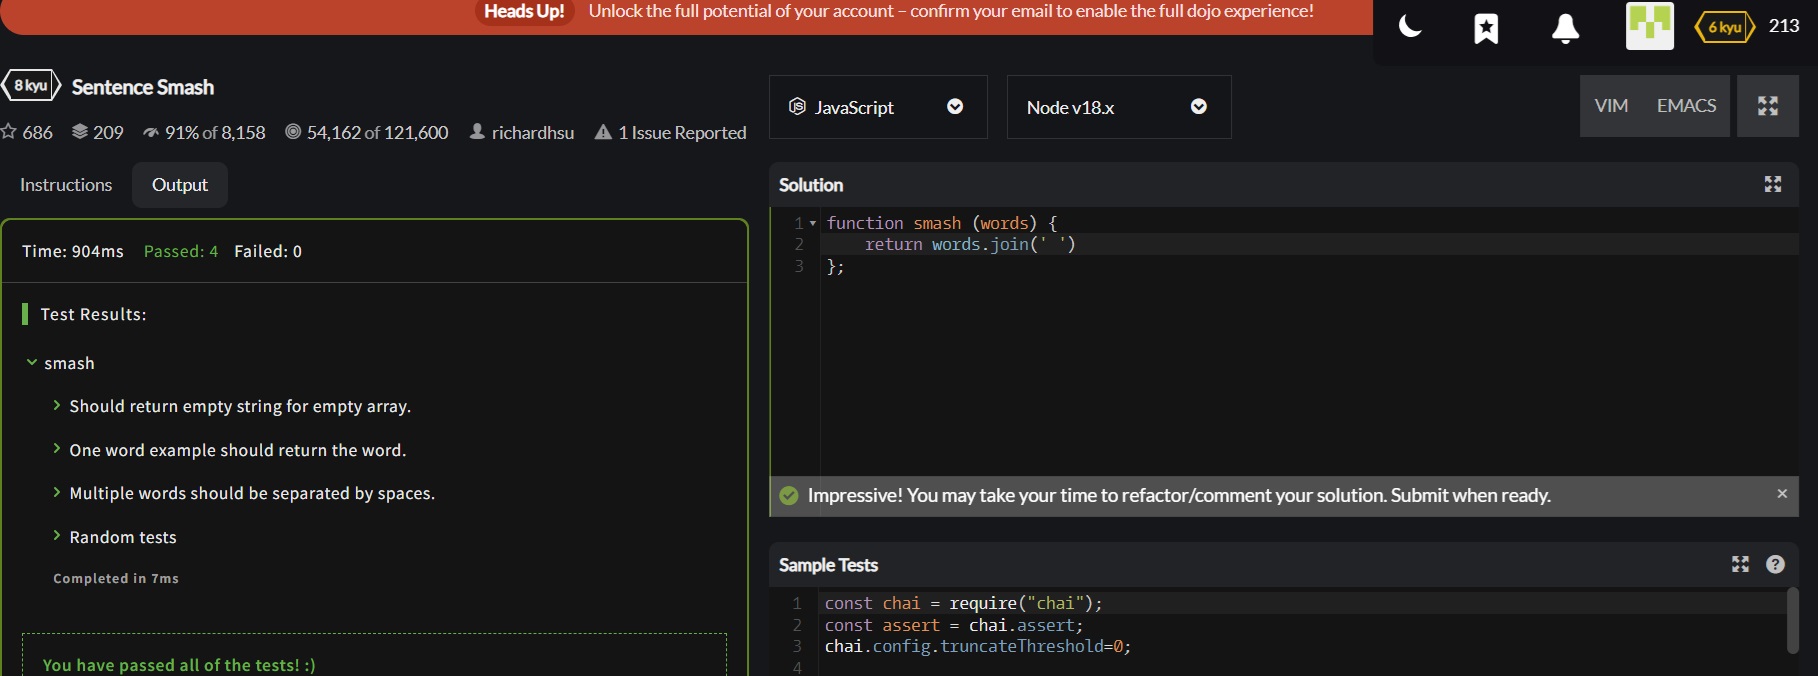 Heads Up! Unlock the full potential of your account – confirm your email to enable the full dojo experience!
6 kyu 213
8 kyu Sentence Smash
686 209 91% of 8,158 54,162 of 121,600 richardhsu 1 Issue Reported
Instructions Output
Time: 904ms Passed: 4 Failed: 0
Test Results:
smash
Should return empty string for empty array.
One word example should return the word.
Multiple words should be separated by spaces.
Random tests
Completed in 7ms
You have passed all of the tests! :)
JavaScript Node v18.x VIM EMACS
Solution
1 function smash (words) {
2     return words.join(' ')
3 };
Impressive! You may take your time to refactor/comment your solution. Submit when ready. ×
Sample Tests ?
1 const chai = require("chai");
2 const assert = chai.assert;
3 chai.config.truncateThreshold=0;
4